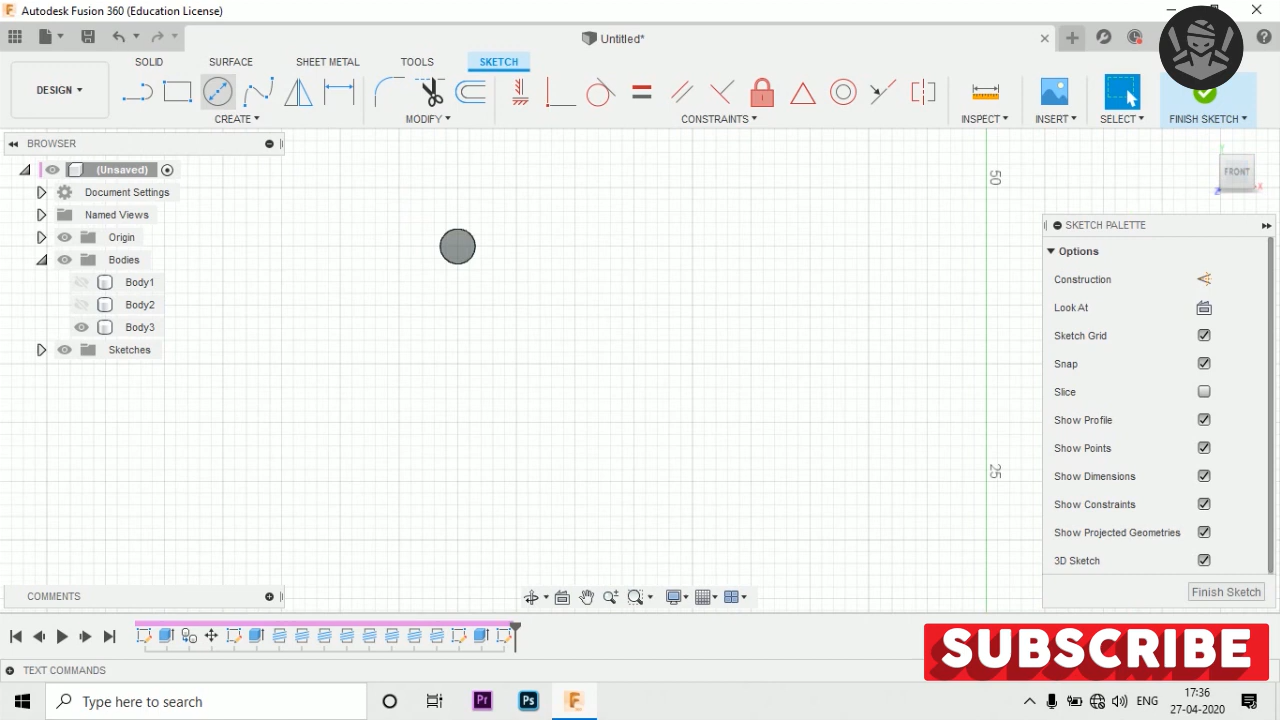 Autodesk Fusion 360 (Education License)
Untitled*
SOLID
SURFACE
SHEET METAL
TOOLS
SKETCH
DESIGN
CREATE
MODIFY
CONSTRAINTS
INSPECT
INSERT
SELECT
FINISH SKETCH
BROWSER
(Unsaved)
Document Settings
Named Views
Origin
Bodies
Body1
Body2
Body3
Sketches
50
25
Y
FRONT
Z
X
SKETCH PALETTE
Options
Construction
Look At
Sketch Grid
Snap
Slice
Show Profile
Show Points
Show Dimensions
Show Constraints
Show Projected Geometries
3D Sketch
Finish Sketch
COMMENTS
SUBSCRIBE
TEXT COMMANDS
Type here to search
Pr
Ps
F
ENG
17:36
27-04-2020